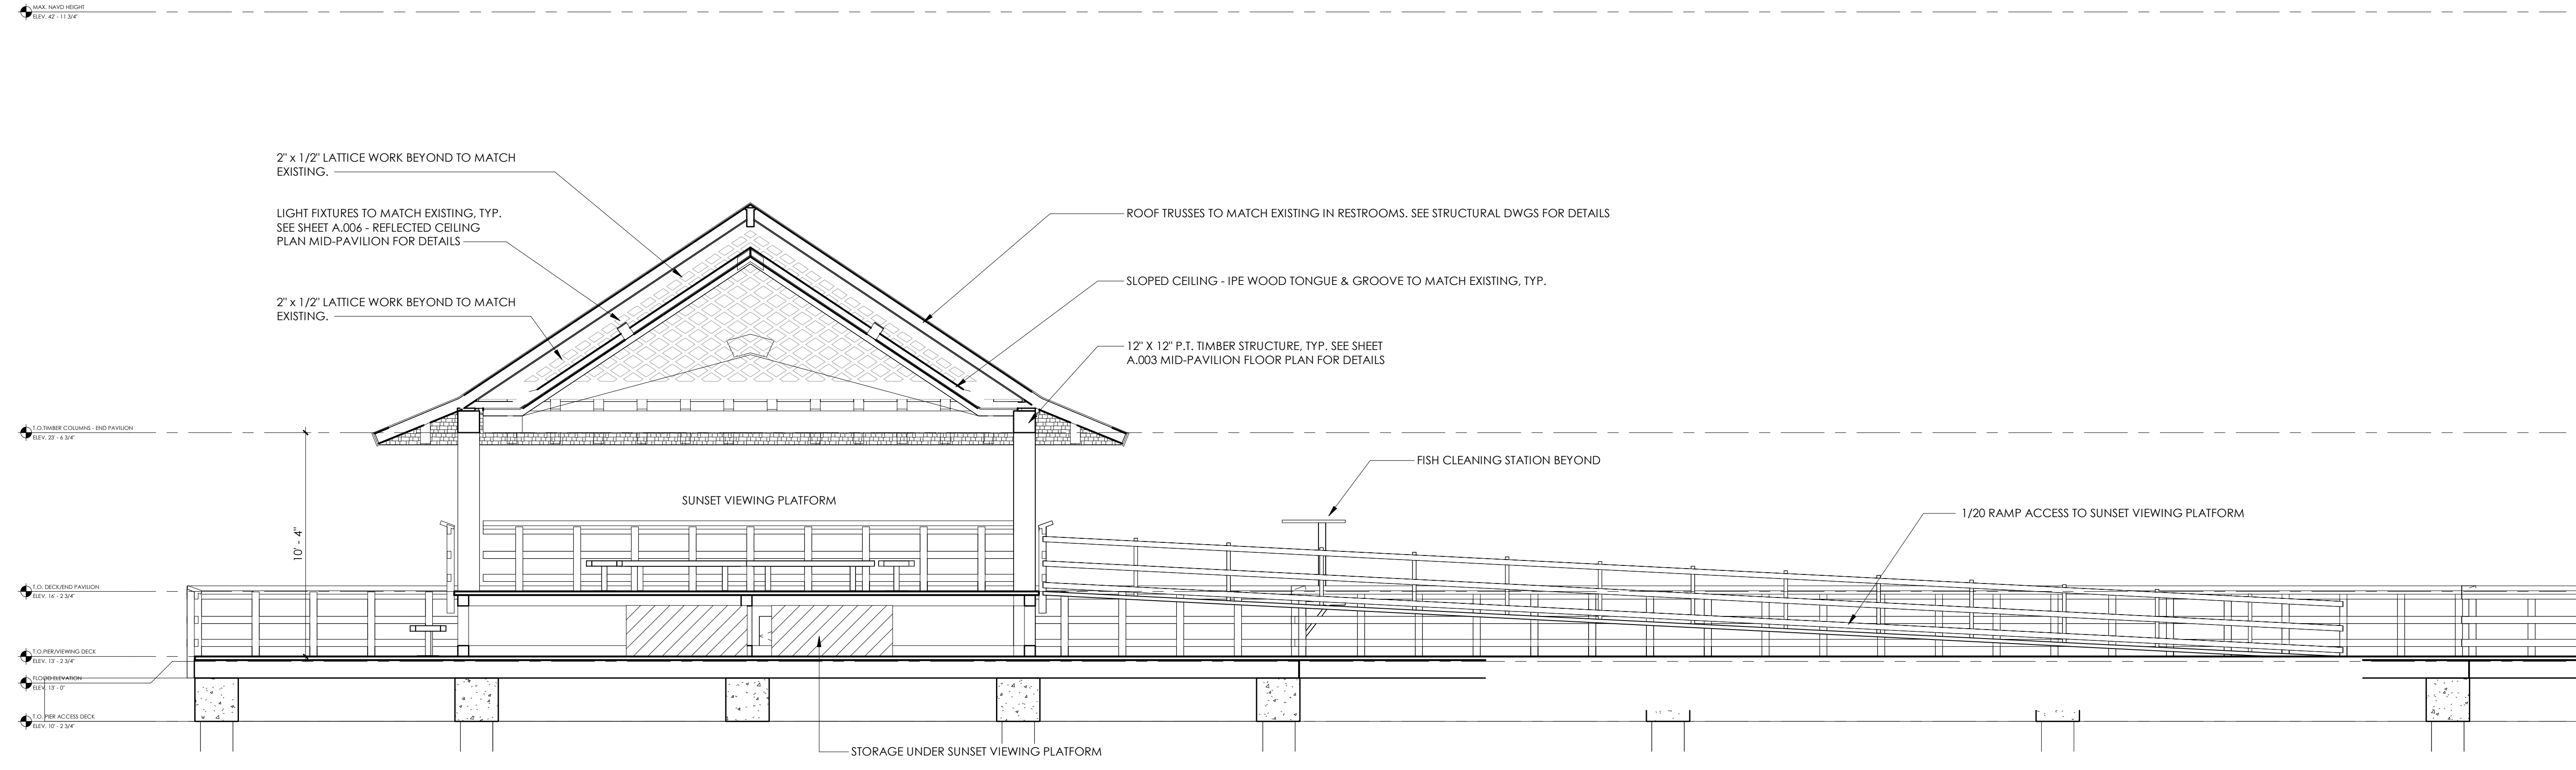 MAX. NAVD HEIGHT
ELEV. 42' - 11 3/4"
2" x 1/2" LATTICE WORK BEYOND TO MATCH
EXISTING.
LIGHT FIXTURES TO MATCH EXISTING, TYP.
SEE SHEET A.006 - REFLECTED CEILING
PLAN MID-PAVILION FOR DETAILS
2" x 1/2" LATTICE WORK BEYOND TO MATCH
EXISTING.
ROOF TRUSSES TO MATCH EXISTING IN RESTROOMS. SEE STRUCTURAL DWGS FOR DETAILS
SLOPED CEILING - IPE WOOD TONGUE & GROOVE TO MATCH EXISTING, TYP.
12" X 12" P.T. TIMBER STRUCTURE, TYP. SEE SHEET
A.003 MID-PAVILION FLOOR PLAN FOR DETAILS
T.O.TIMBER COLUMNS - END PAVILION
ELEV. 23' - 6 3/4"
FISH CLEANING STATION BEYOND
SUNSET VIEWING PLATFORM
1/20 RAMP ACCESS TO SUNSET VIEWING PLATFORM
10' - 4"
T.O. DECK/END PAVILION
ELEV. 16' - 2 3/4"
T.O.PIER/VIEWING DECK
ELEV. 13' - 2 3/4"
FLOOD ELEVATION
ELEV. 13' - 0"
T.O. PIER ACCESS DECK
ELEV. 10' - 2 3/4"
STORAGE UNDER SUNSET VIEWING PLATFORM